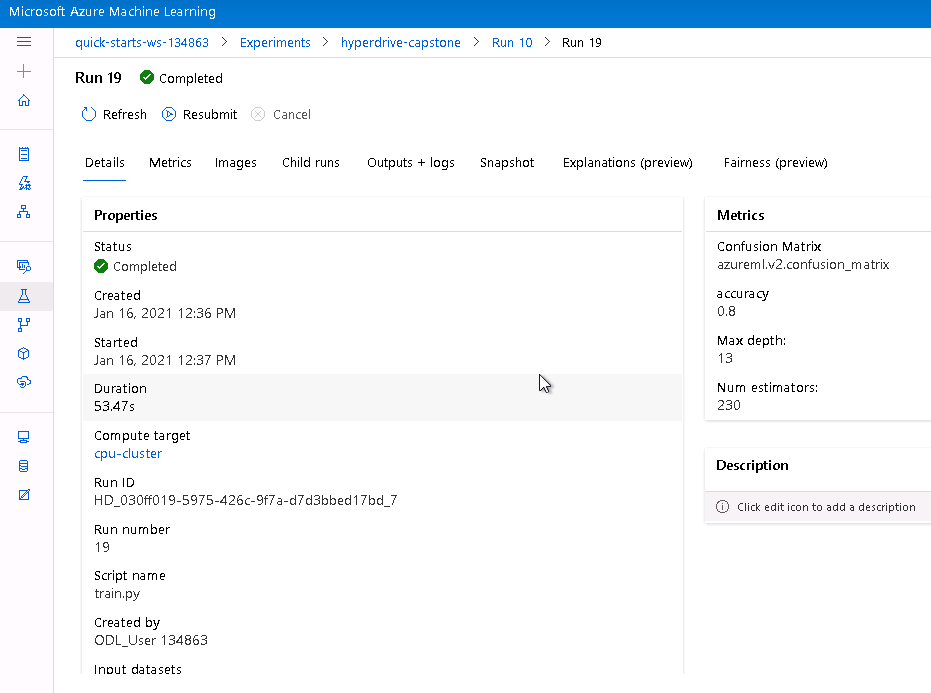 Microsoft Azure Machine Learning
quick-starts-ws-134863 > Experiments > hyperdrive-capstone > Run 10 > Run 19
Run 19 Completed
Refresh Resubmit Cancel
Details Metrics Images Child runs Outputs + logs Snapshot Explanations (preview) Fairness (preview)
Properties
Status
Completed
Created
Jan 16, 2021 12:36 PM
Started
Jan 16, 2021 12:37 PM
Duration
53.47s
Compute target
cpu-cluster
Run ID
HD_030ff019-5975-426c-9f7a-d7d3bbed17bd_7
Run number
19
Script name
train.py
Created by
ODL_User 134863
Input datasets
Metrics
Confusion Matrix
azureml.v2.confusion_matrix
accuracy
0.8
Max depth:
13
Num estimators:
230
Description
Click edit icon to add a description